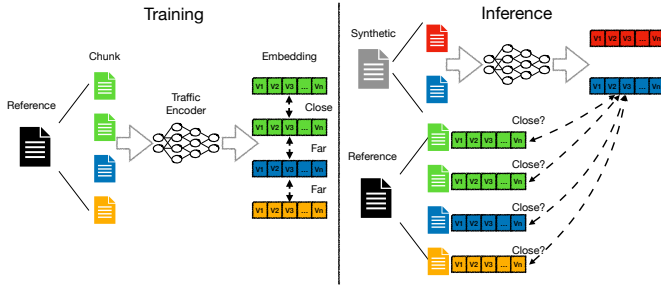 Training
Chunk
Embedding
Reference
Traffic
Encoder
V1 V2 V3 ... Vn
Close
V1 V2 V3 ... Vn
Far
V1 V2 V3 ... Vn
Far
V1 V2 V3 ... Vn
Inference
Synthetic
V1 V2 V3 ... Vn
V1 V2 V3 ... Vn
Reference
Close?
V1 V2 V3 ... Vn
Close?
V1 V2 V3 ... Vn
Close?
V1 V2 V3 ... Vn
Close?
V1 V2 V3 ... Vn